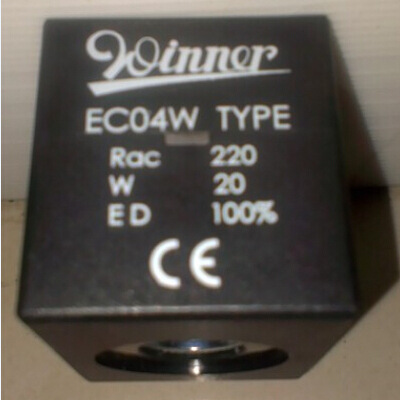 Winner
EC04W TYPE
Rac 220
W 20
ED 100%
CE